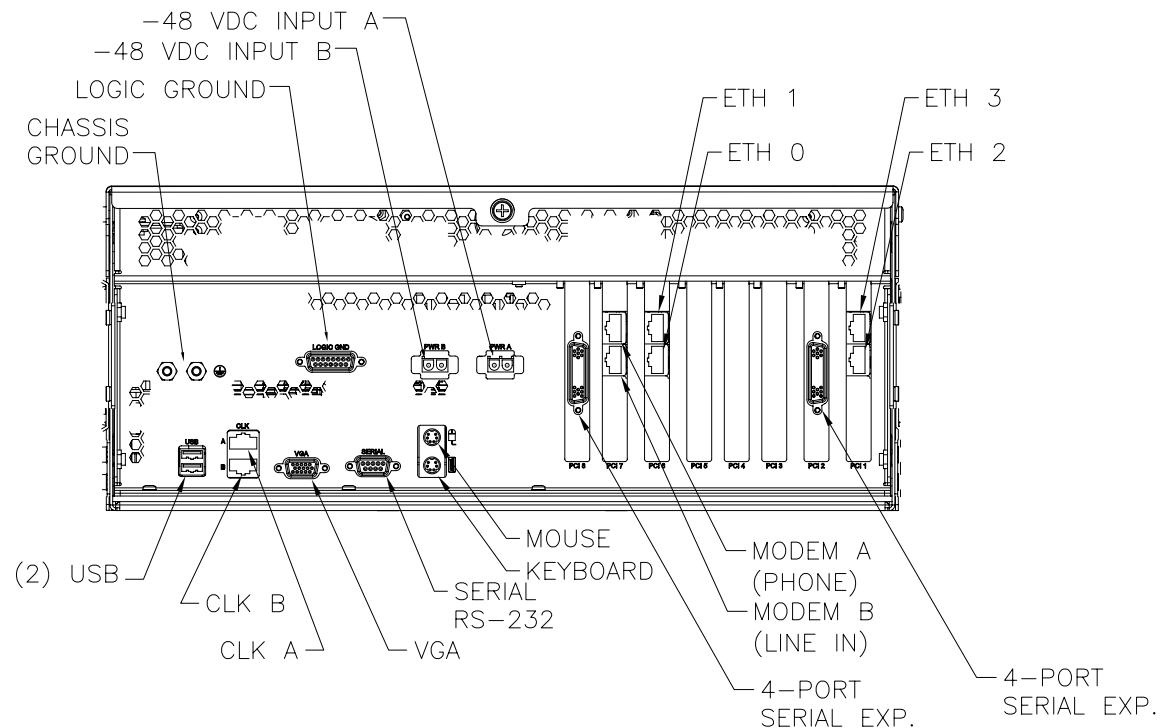 -48 VDC INPUT A
-48 VDC INPUT B
LOGIC GROUND
CHASSIS
GROUND
ETH 1
ETH 0
ETH 3
ETH 2
LOGIC GND
PWR B
PWR A
USB
CLK
A
B
VGA
SERIAL
PCI 8
PCI 7
PCI 6
PCI 5
PCI 4
PCI 3
PCI 2
PCI 1
(2) USB
CLK B
CLK A
VGA
SERIAL
RS-232
MOUSE
KEYBOARD
MODEM A
(PHONE)
MODEM B
(LINE IN)
4-PORT
SERIAL EXP.
4-PORT
SERIAL EXP.